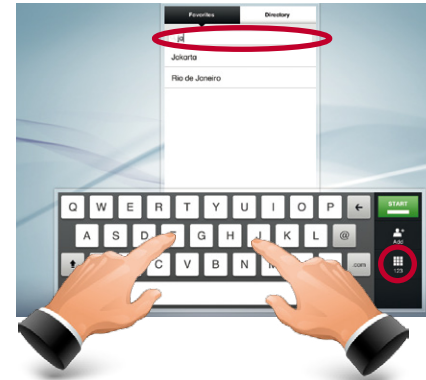 Favorites Directory
ja
Jakarta
Rio de Janeiro
Q W E R T Y U I O P ← START
A S D G H J K L @ Add
C V B N .com 123